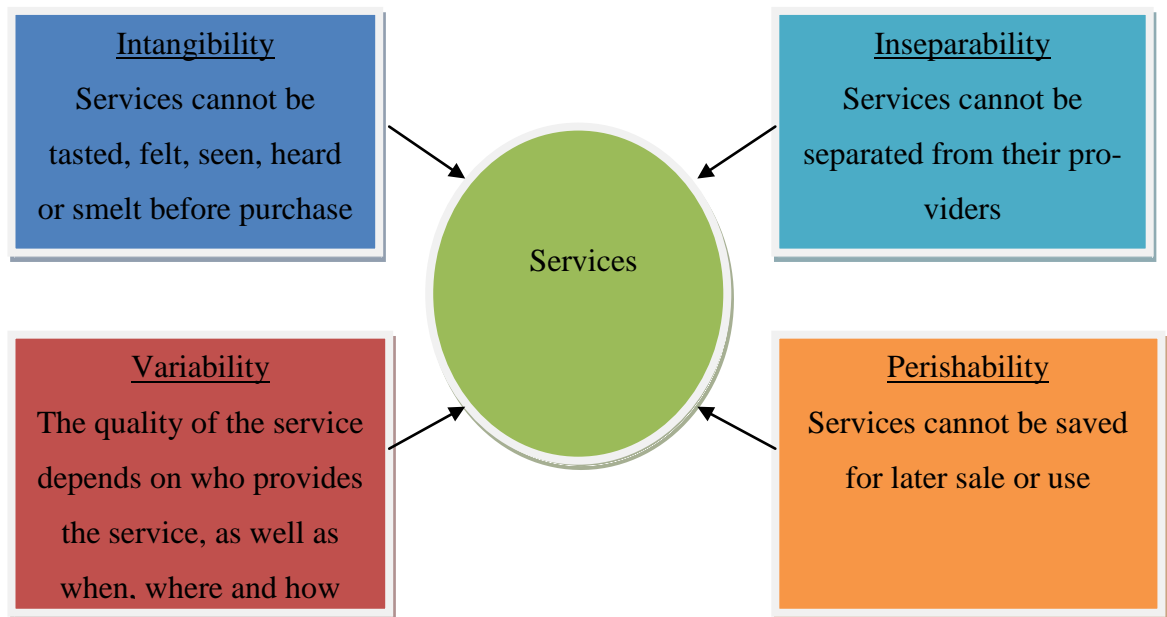 Intangibility
Services cannot be
tasted, felt, seen, heard
or smelt before purchase
Inseparability
Services cannot be
separated from their pro-
viders
Services
Variability
The quality of the service
depends on who provides
the service, as well as
when, where and how
Perishability
Services cannot be saved
for later sale or use